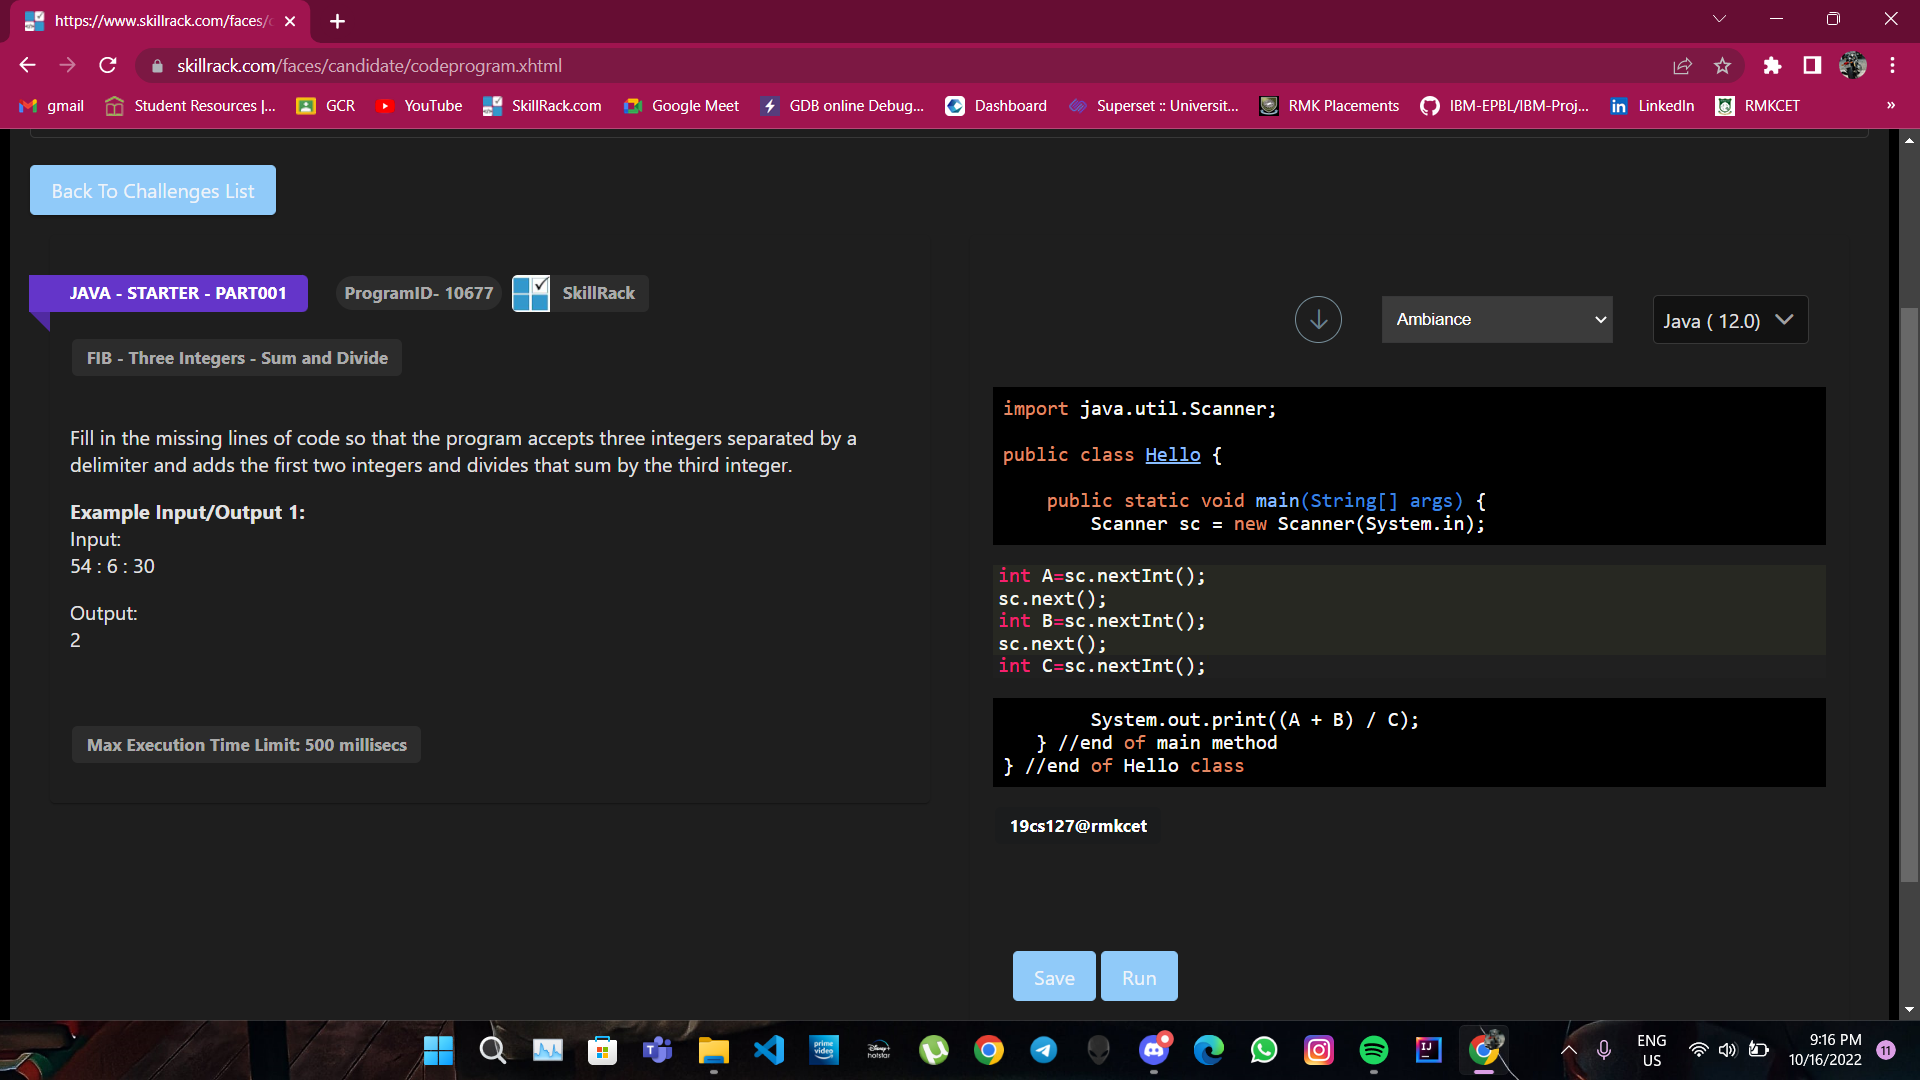 https://www.skillrack.com/faces/c
skillrack.com/faces/candidate/codeprogram.xhtml
gmail
Student Resources |...
GCR
YouTube
SkillRack.com
Google Meet
GDB online Debug...
Dashboard
Superset :: Universit...
RMK Placements
IBM-EPBL/IBM-Proj...
LinkedIn
RMKCET
»
Back To Challenges List
JAVA - STARTER - PART001
ProgramID- 10677
SkillRack
FIB - Three Integers - Sum and Divide
Fill in the missing lines of code so that the program accepts three integers separated by a
delimiter and adds the first two integers and divides that sum by the third integer.
Example Input/Output 1:
Input:
54 : 6 : 30
Output:
2
Max Execution Time Limit: 500 millisecs
Ambiance
Java ( 12.0)
import java.util.Scanner;
public class Hello {
public static void main(String[] args) {
Scanner sc = new Scanner(System.in);
int A=sc.nextInt();
sc.next();
int B=sc.nextInt();
sc.next();
int C=sc.nextInt();
System.out.print((A + B) / C);
} //end of main method
} //end of Hello class
19cs127@rmkcet
Save
Run
prime video
Disney+ hotstar
ENG
US
9:16 PM
10/16/2022
11